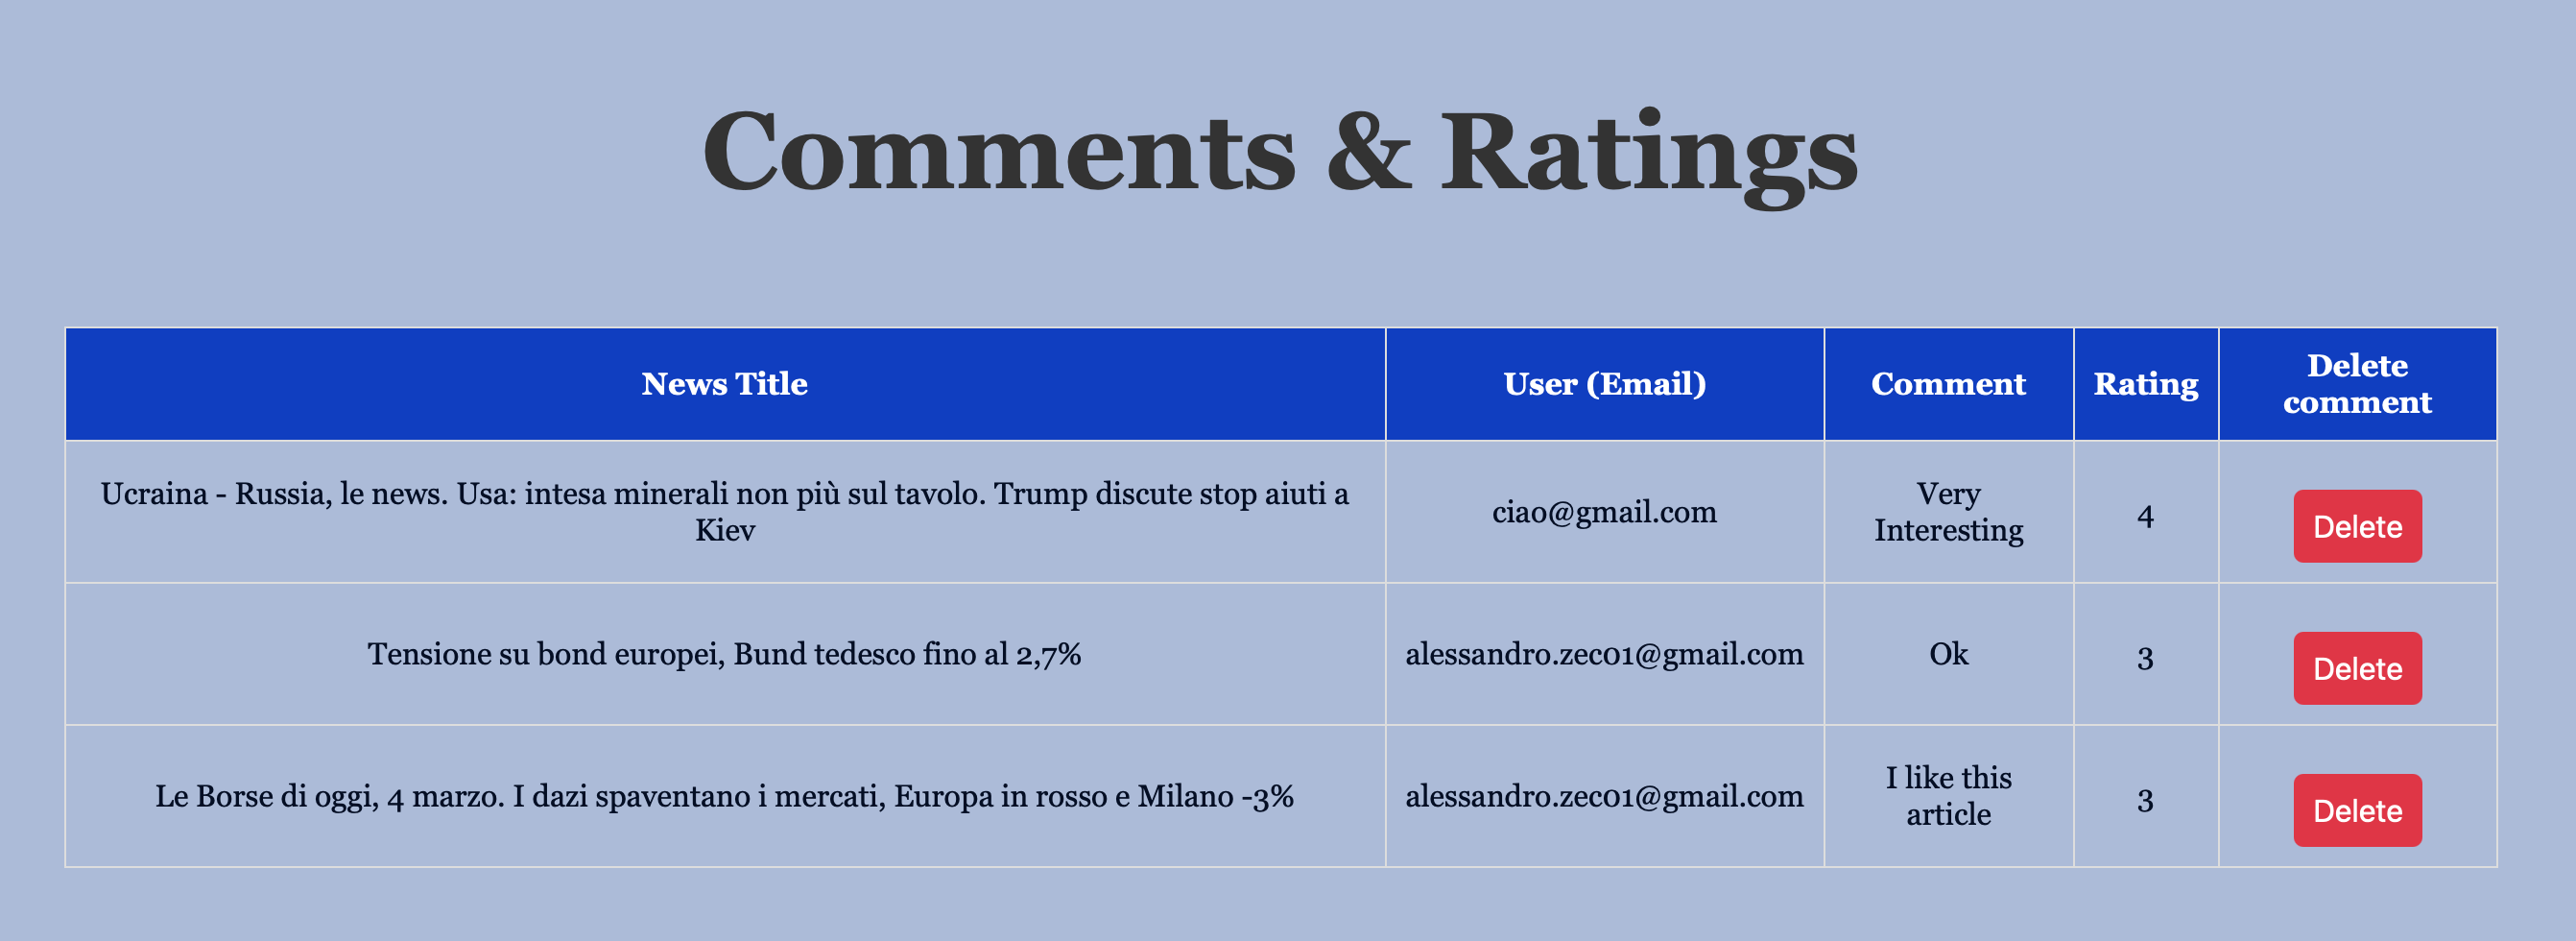 Comments & Ratings
News Title
User (Email)
Comment
Rating
Delete
comment
Ucraina - Russia, le news. Usa: intesa minerali non più sul tavolo. Trump discute stop aiuti a
Kiev
ciao@gmail.com
Very
Interesting
4
Delete
Tensione su bond europei, Bund tedesco fino al 2,7%
alessandro.zec01@gmail.com
Ok
3
Delete
Le Borse di oggi, 4 marzo. I dazi spaventano i mercati, Europa in rosso e Milano -3%
alessandro.zec01@gmail.com
I like this
article
3
Delete